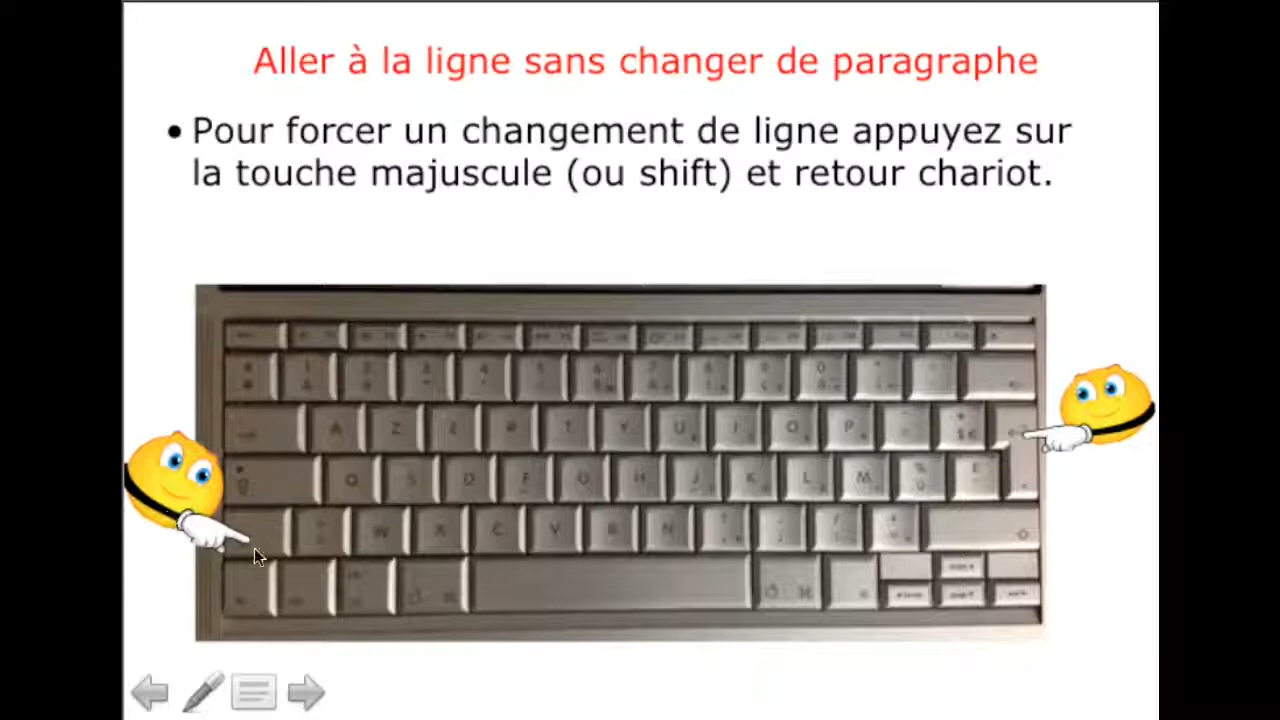 Aller à la ligne sans changer de paragraphe
• Pour forcer un changement de ligne appuyez sur
la touche majuscule (ou shift) et retour chariot.
A Z E R T Y U I O P
Q S D F G H J K L M
W X C V B N